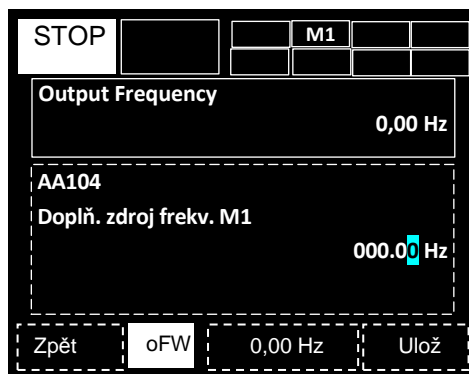 STOP M1
Output Frequency
0,00 Hz
AA104
Doplň. zdroj frekv. M1
000.00 Hz
Zpět oFW 0,00 Hz Ulož